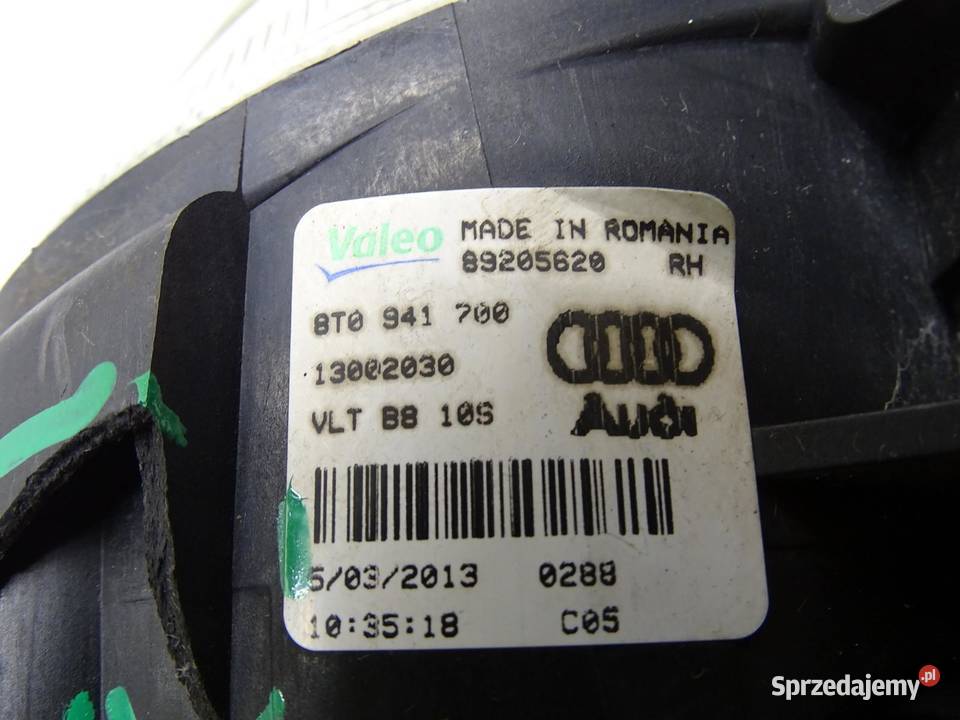 Valeo MADE IN ROMANIA
89205620 RH
8T0 941 700
13002030
VLT B8 10S
Audi
5/03/2013 0288
10:35:18 C05
Sprzedajemy.pl